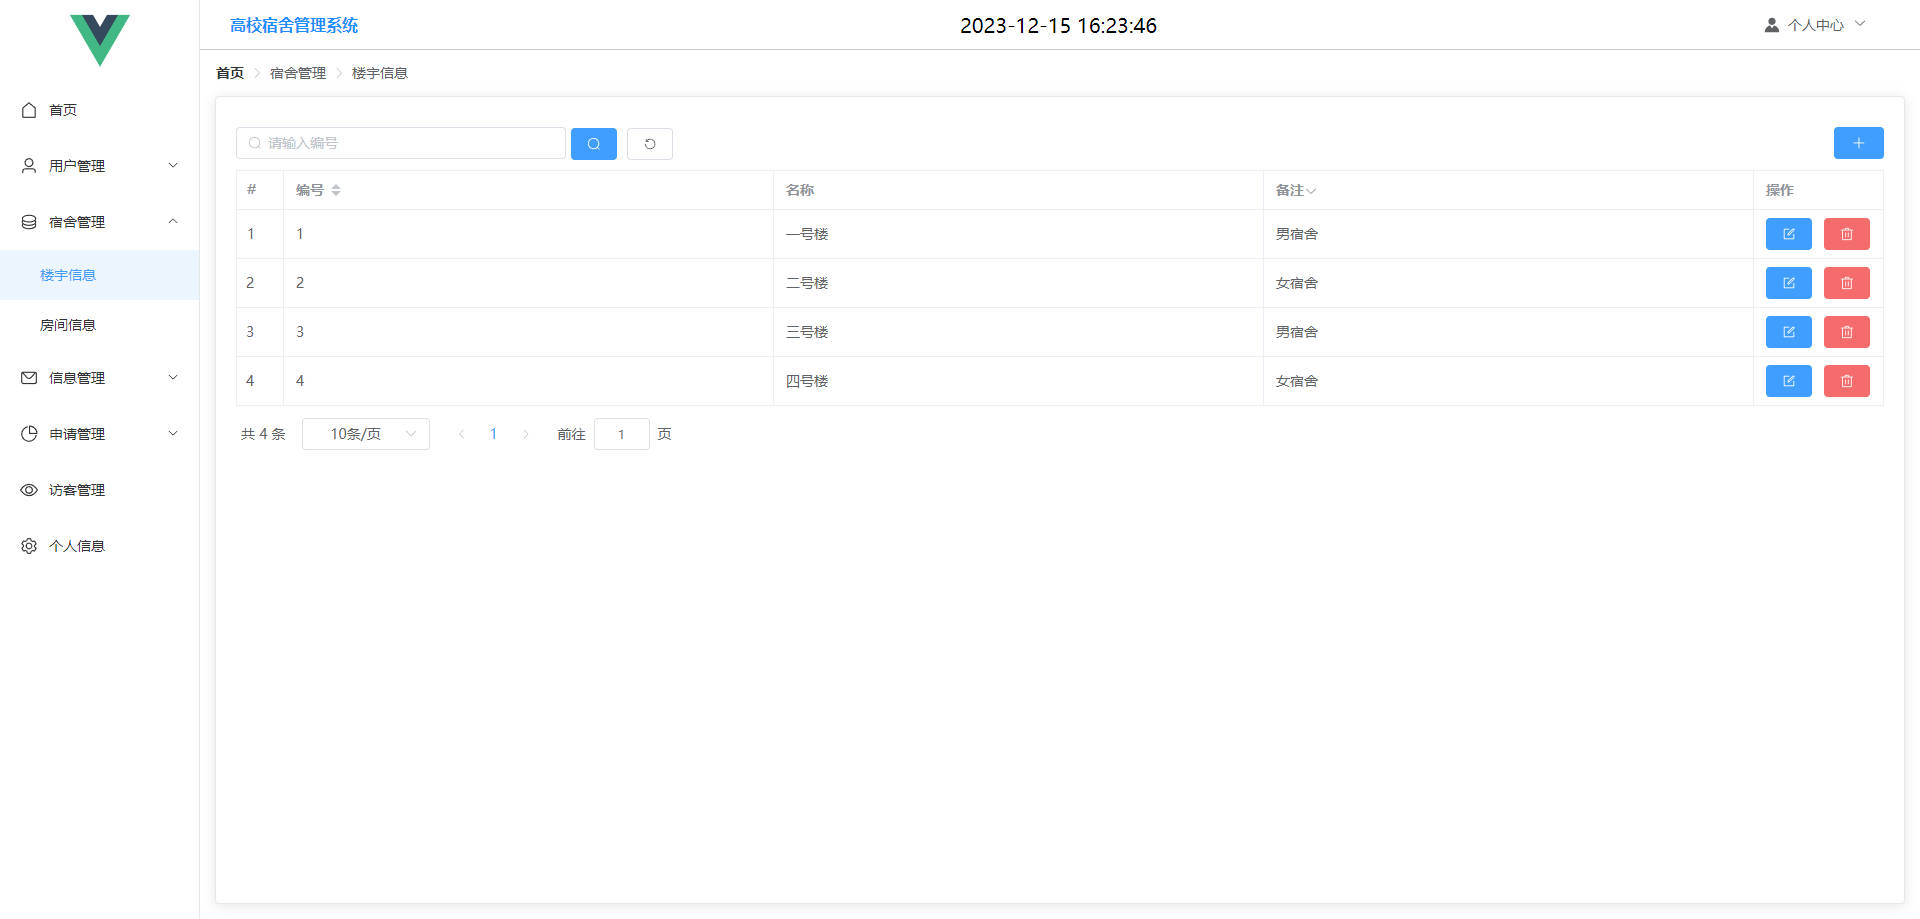 高校宿舍管理系统 2023-12-15 16:23:46 个人中心
首页 宿舍管理 楼宇信息
首页
用户管理
宿舍管理
楼宇信息
房间信息
信息管理
申请管理
访客管理
个人信息
请输入编号
# 编号 名称 备注 操作
1 1 一号楼 男宿舍
2 2 二号楼 女宿舍
3 3 三号楼 男宿舍
4 4 四号楼 女宿舍
共 4 条 10条/页 1 前往 1 页